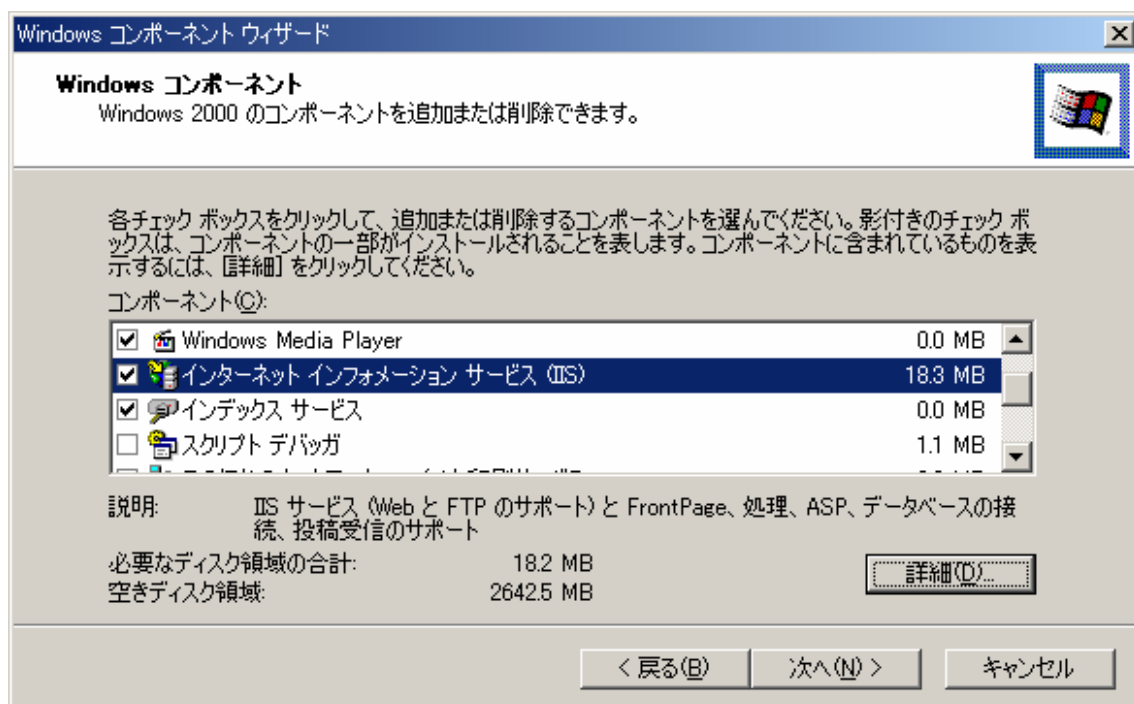 Windows コンポーネント ウィザード
Windows コンポーネント
Windows 2000 のコンポーネントを追加または削除できます。
各チェック ボックスをクリックして、追加または削除するコンポーネントを選んでください。影付きのチェック ボ
ックスは、コンポーネントの一部がインストールされることを表します。コンポーネントに含まれているものを表
示するには、[詳細] をクリックしてください。
コンポーネント(C):
Windows Media Player 0.0 MB
インターネット インフォメーション サービス (IIS) 18.3 MB
インデックス サービス 0.0 MB
スクリプト デバッガ 1.1 MB
説明: IIS サービス (Web と FTP のサポート) と FrontPage、処理、ASP、データベースの接
続、投稿受信のサポート
必要なディスク領域の合計: 18.2 MB
空きディスク領域: 2642.5 MB
詳細(D)...
< 戻る(B) 次へ(N) > キャンセル